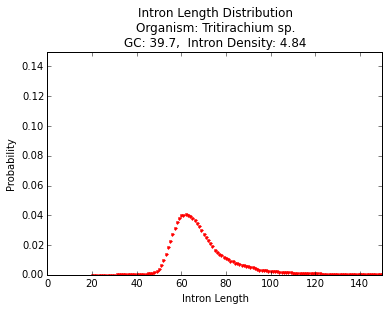 Intron Length Distribution
Organism: Tritirachium sp.
GC: 39.7,  Intron Density: 4.84
0.14
0.12
0.10
0.08
0.06
0.04
0.02
0.00
Probability
0 20 40 60 80 100 120 140
Intron Length